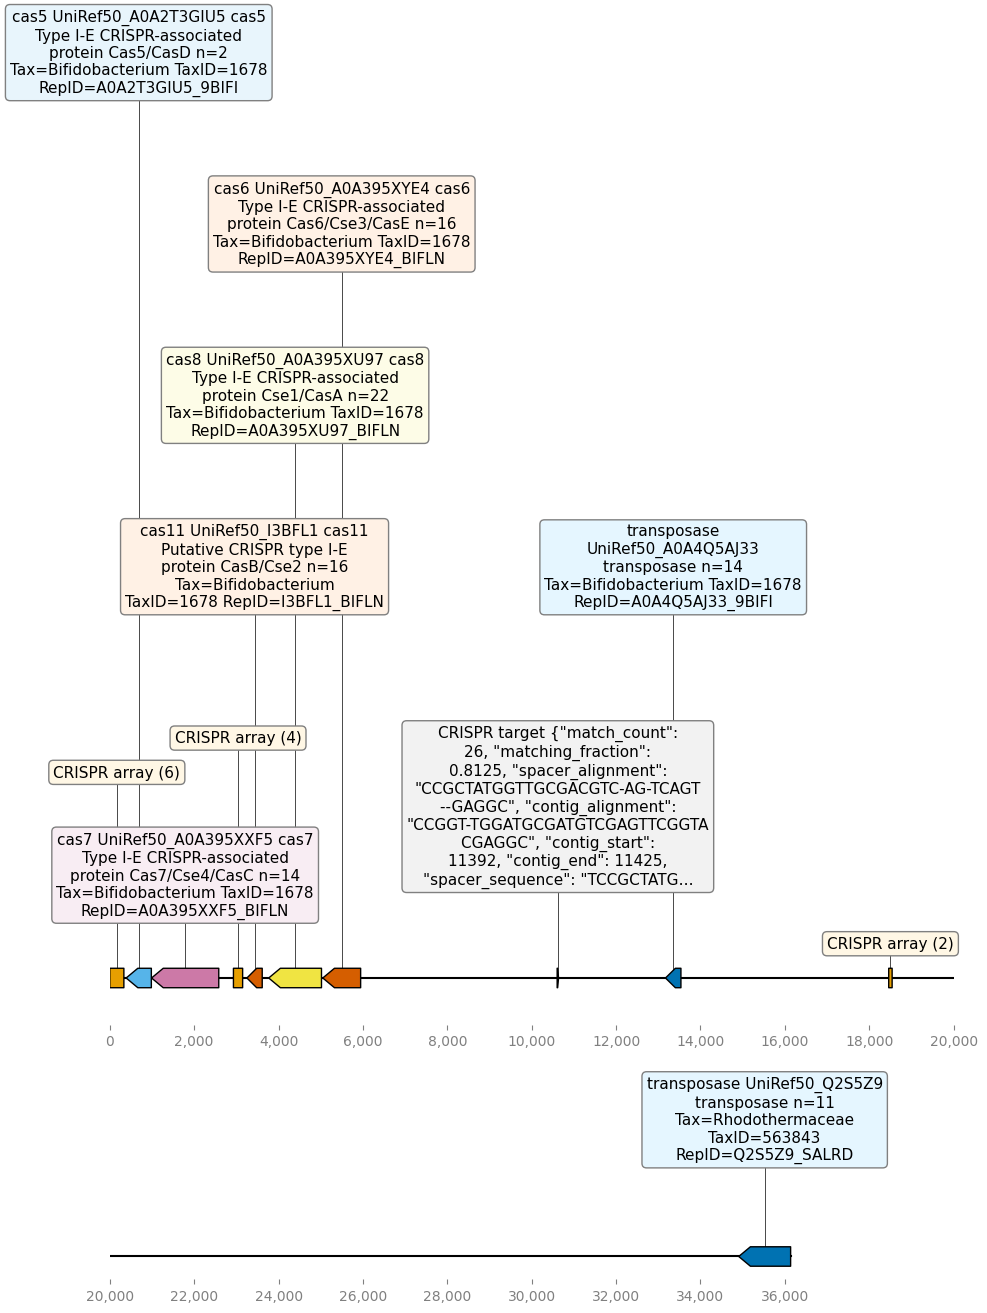 cas5 UniRef50_A0A2T3GIU5 cas5
Type I-E CRISPR-associated
protein Cas5/CasD n=2
Tax=Bifidobacterium TaxID=1678
RepID=A0A2T3GIU5_9BIFI
cas6 UniRef50_A0A395XYE4 cas6
Type I-E CRISPR-associated
protein Cas6/Cse3/CasE n=16
Tax=Bifidobacterium TaxID=1678
RepID=A0A395XYE4_BIFLN
cas8 UniRef50_A0A395XU97 cas8
Type I-E CRISPR-associated
protein Cse1/CasA n=22
Tax=Bifidobacterium TaxID=1678
RepID=A0A395XU97_BIFLN
cas11 UniRef50_I3BFL1 cas11
Putative CRISPR type I-E
protein CasB/Cse2 n=16
Tax=Bifidobacterium
TaxID=1678 RepID=I3BFL1_BIFLN
transposase
UniRef50_A0A4Q5AJ33
transposase n=14
Tax=Bifidobacterium TaxID=1678
RepID=A0A4Q5AJ33_9BIFI
CRISPR array (4)
CRISPR array (6)
CRISPR target {"match_count":
26, "matching_fraction":
0.8125, "spacer_alignment":
"CCGCTATGGTTGCGACGTC-AG-TCAGT
--GAGGC", "contig_alignment":
"CCGGT-TGGATGCGATGTCGAGTTCGGTA
CGAGGC", "contig_start":
11392, "contig_end": 11425,
"spacer_sequence": "TCCGCTATG...
cas7 UniRef50_A0A395XXF5 cas7
Type I-E CRISPR-associated
protein Cas7/Cse4/CasC n=14
Tax=Bifidobacterium TaxID=1678
RepID=A0A395XXF5_BIFLN
CRISPR array (2)
0 2,000 4,000 6,000 8,000 10,000 12,000 14,000 16,000 18,000 20,000
transposase UniRef50_Q2S5Z9
transposase n=11
Tax=Rhodothermaceae
TaxID=563843
RepID=Q2S5Z9_SALRD
20,000 22,000 24,000 26,000 28,000 30,000 32,000 34,000 36,000